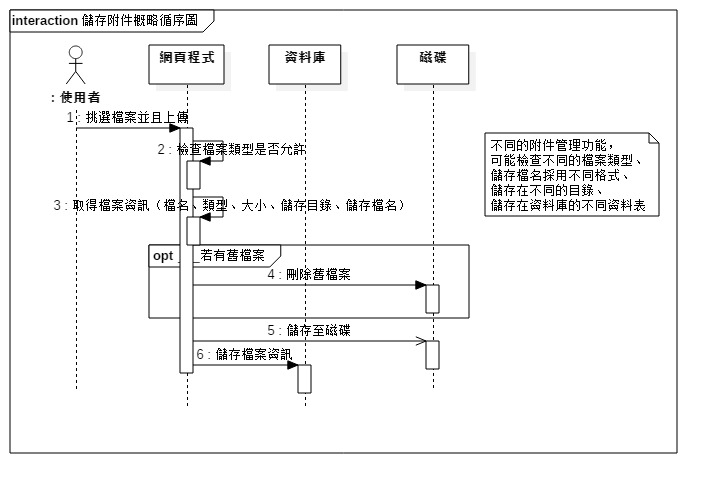 interaction 儲存附件概略循序圖
網頁程式
資料庫
磁碟
: 使用者
1 : 挑選檔案並且上傳
2 : 檢查檔案類型是否允許
不同的附件管理功能，
可能檢查不同的檔案類型、
儲存檔名採用不同格式、
儲存在不同的目錄、
儲存在資料庫的不同資料表
3 : 取得檔案資訊（檔名、類型、大小、儲存目錄、儲存檔名）
opt 若有舊檔案
4 : 刪除舊檔案
5 : 儲存至磁碟
6 : 儲存檔案資訊